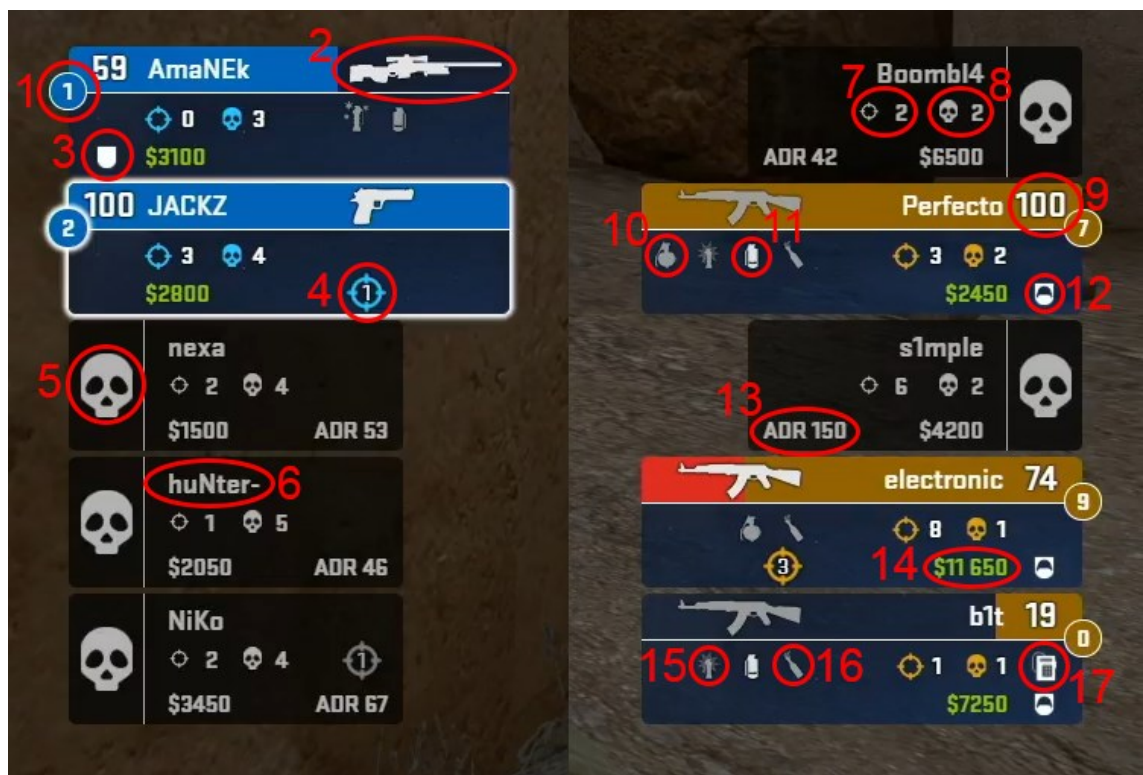 59 AmaNEk 2
1 1 0 3
3 $3100
100 JACKZ
2 3 4
$2800 4 1
nexa
5 2 4
$1500 ADR 53
huNter- 6
1 5
$2050 ADR 46
NiKo
2 4 1
$3450 ADR 67
Boombl4
7 2 8 2
ADR 42 $6500
Perfecto 100 9
7
10 11 3 2
$2450 12
s1mple
6 2
13 ADR 150 $4200
electronic 74
9
8 1
3 14 $11 650
b1t 19
0
15 16 1 1 17
$7250